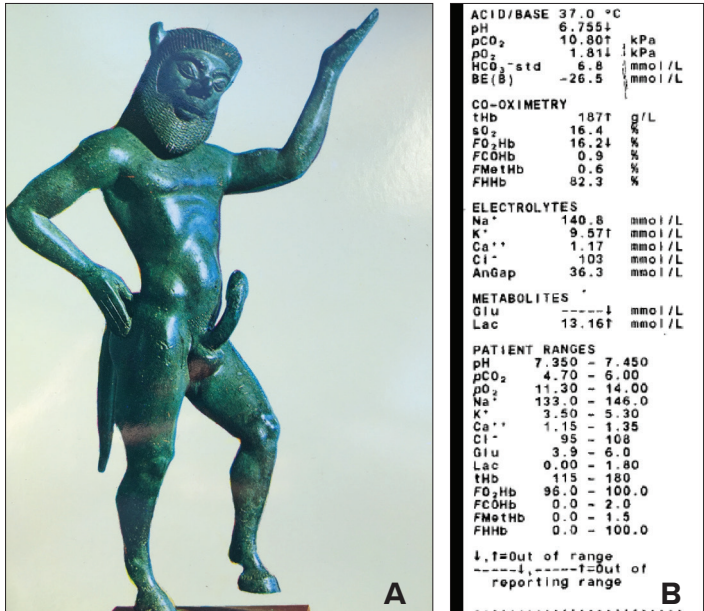 A
ACID/BASE 37.0 °C
pH 6.755↓
pCO₂ 10.80↑ kPa
pO₂ 1.81↓ kPa
HCO₃⁻std 6.8 mmol/L
BE(B) -26.5 mmol/L
CO-OXIMETRY
tHb 187↑ g/L
sO₂ 16.4 %
FO₂Hb 16.2↓ %
FCOHb 0.9 %
FMetHb 0.6 %
FHHb 82.3 %
ELECTROLYTES
Na⁺ 140.8 mmol/L
K⁺ 9.57↑ mmol/L
Ca⁺⁺ 1.17 mmol/L
Cl⁻ 103 mmol/L
AnGap 36.3 mmol/L
METABOLITES
Glu -----↓ mmol/L
Lac 13.16↑ mmol/L
PATIENT RANGES
pH 7.350 - 7.450
pCO₂ 4.70 - 6.00
pO₂ 11.30 - 14.00
Na⁺ 133.0 - 146.0
K⁺ 3.50 - 5.30
Ca⁺⁺ 1.15 - 1.35
Cl⁻ 95 - 108
Glu 3.9 - 6.0
Lac 0.00 - 1.80
tHb 115 - 180
FO₂Hb 96.0 - 100.0
FCOHb 0.0 - 2.0
FMetHb 0.0 - 1.5
FHHb 0.0 - 100.0
↓,↑=Out of range
-----↓,-----↑=Out of
reporting range
B